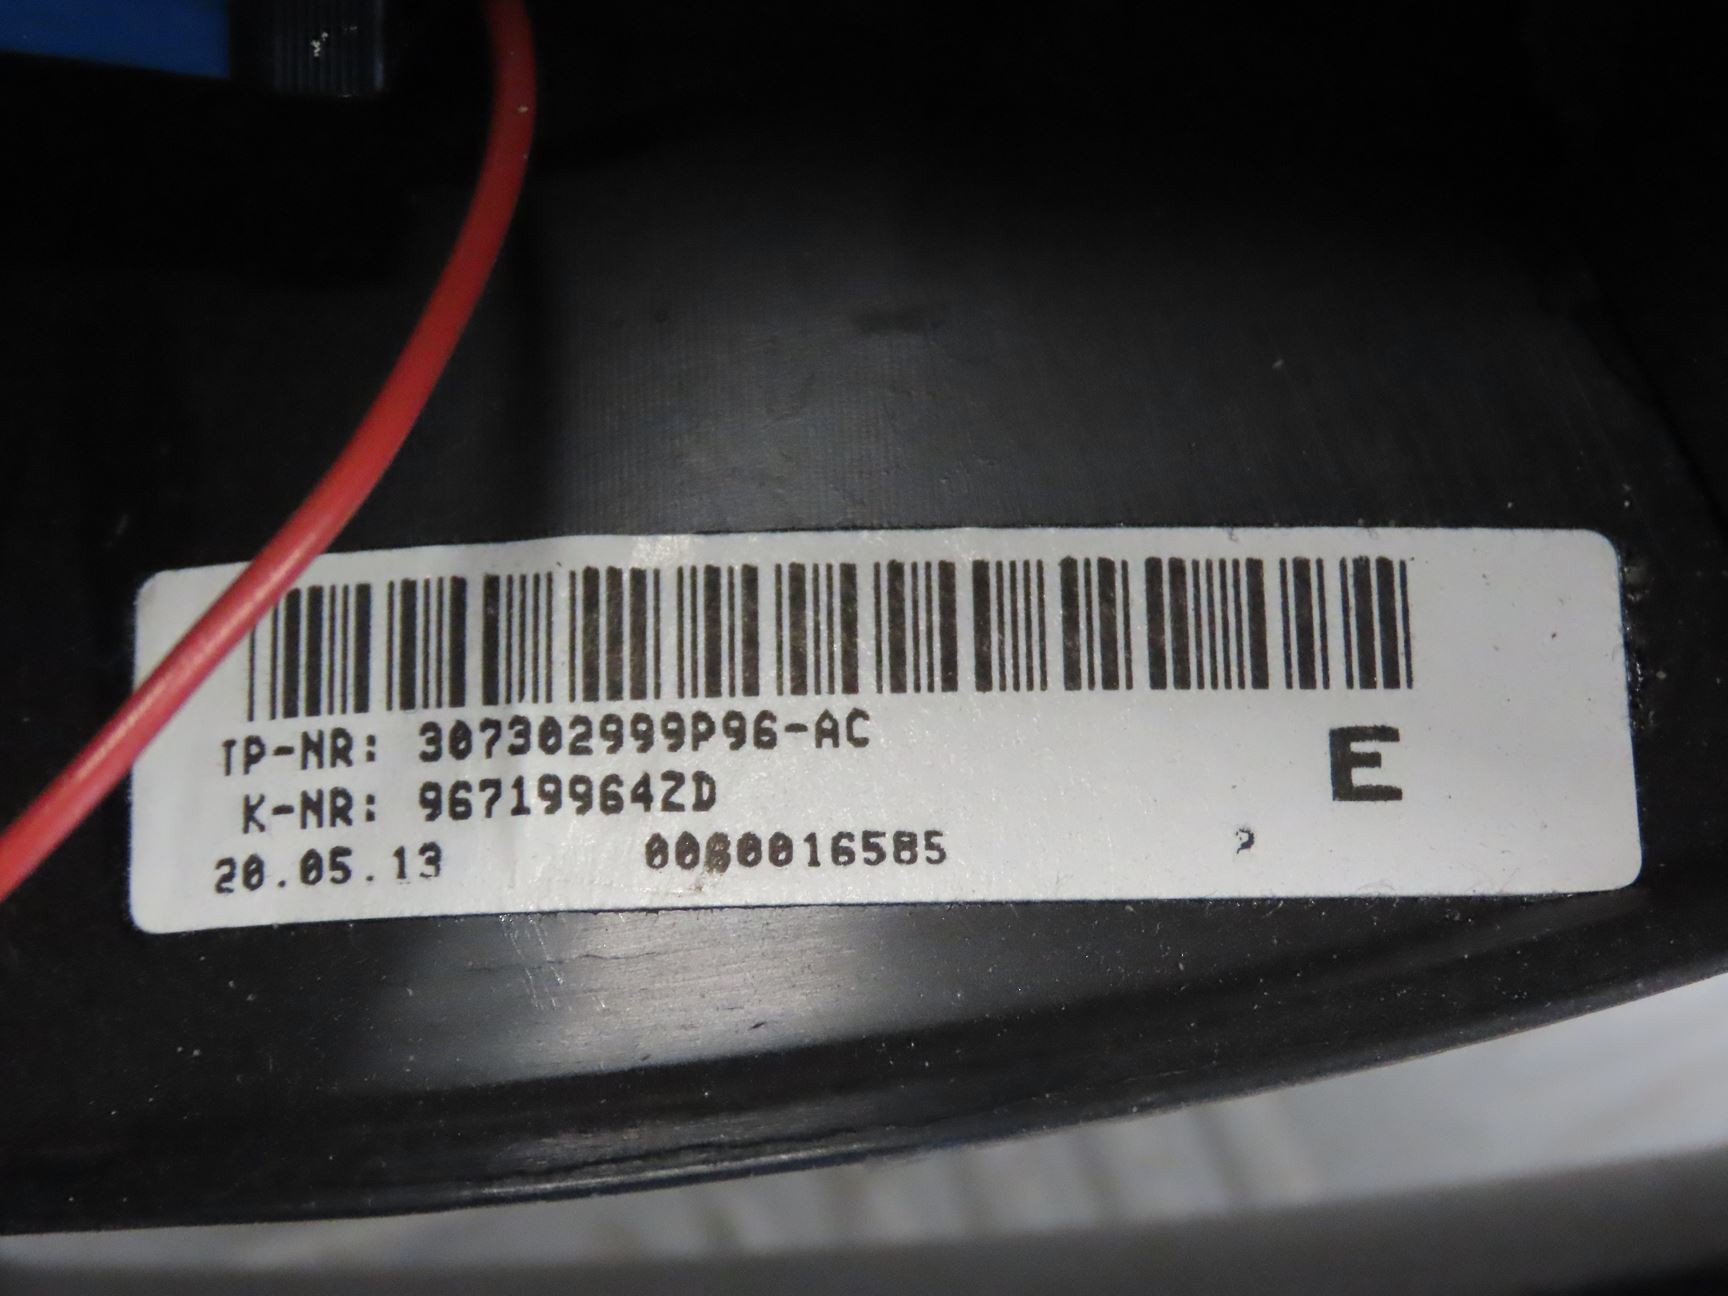 TP-NR: 307302999P96-AC
K-NR: 96719964ZD
E
20.05.13 0080016585